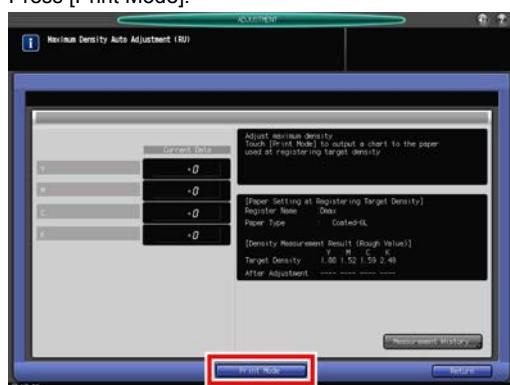 Press [Print Mode].
ADJUSTMENT
Maximum Density Auto Adjustment (RU)
Current Data
Y
-0
M
-0
C
-0
K
-0
Adjust maximum density
Touch [Print Mode] to output a chart to the paper
used at registering target density
[Paper Setting at Registering Target Density]
Register Name :Dmax
Paper Type : Coated-GL
[Density Measurement Result (Rough Value)]
Y M C K
Target Density 1.00 1.52 1.59 2.40
After Adjustment ---- ---- ---- ----
Measurement History
Print Mode
Return